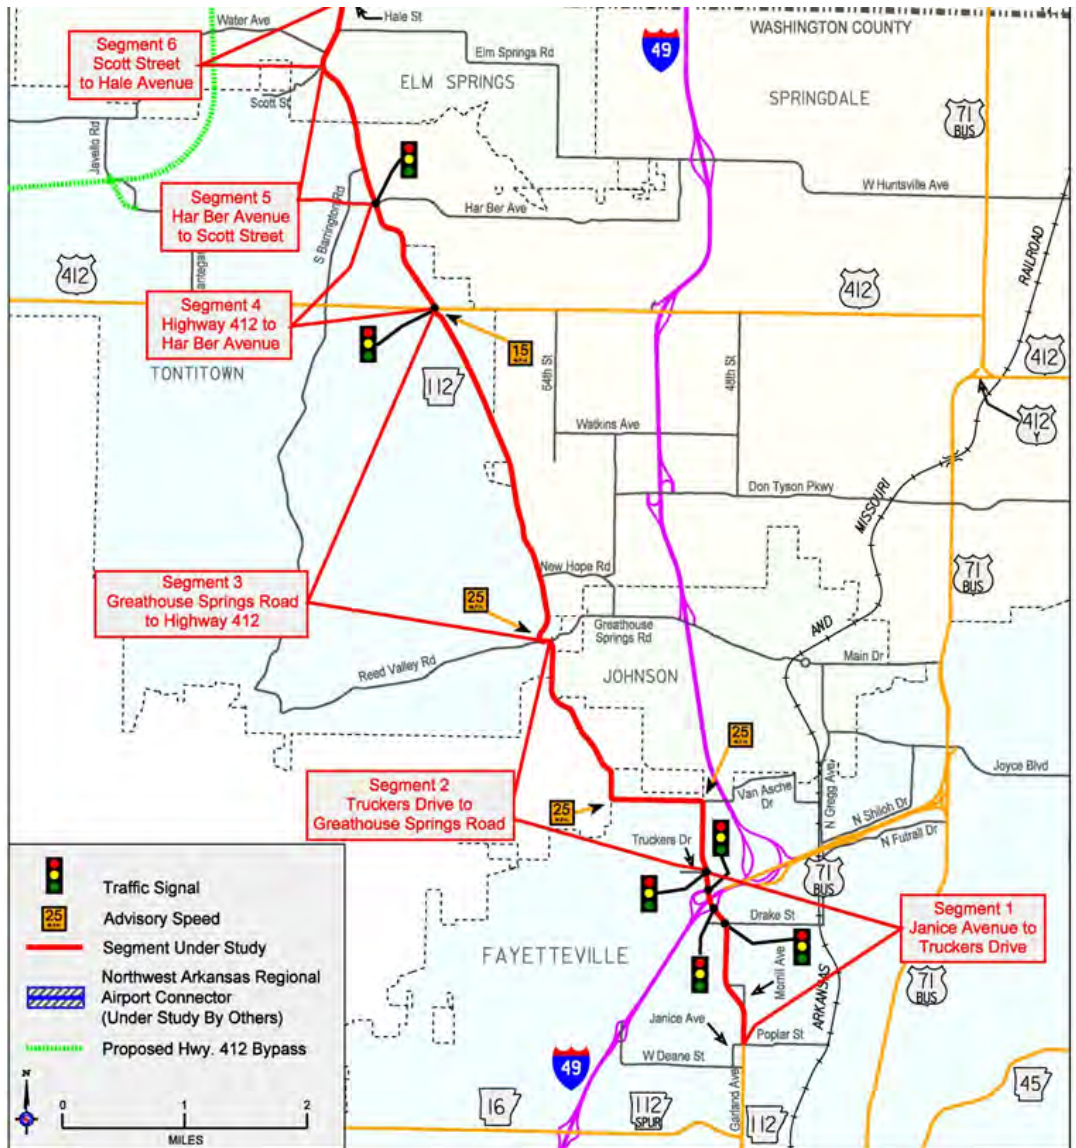 Water Ave
Hale St
WASHINGTON COUNTY
Segment 6
Scott Street
to Hale Avenue
Elm Springs Rd
49
ELM SPRINGS
SPRINGDALE
Scott St
71
BUS
Javello Rd
W Huntsville Ave
Segment 5
Har Ber Avenue
to Scott Street
S Barrington Rd
Har Ber Ave
RAILROAD
412
412
Segment 4
Highway 412 to
Har Ber Avenue
15
M.P.H.
412
TONTITOWN
112
64th St
48th St
412
Y
Watkins Ave
Don Tyson Pkwy
MISSOURI
New Hope Rd
71
BUS
Segment 3
Greathouse Springs Road
to Highway 412
25
M.P.H.
Greathouse
Springs Rd
AND
Main Dr
Reed Valley Rd
JOHNSON
25
M.P.H.
Segment 2
Truckers Drive to
Greathouse Springs Road
25
M.P.H.
Van Asche
Dr
N Gregg Ave
Joyce Blvd
N Shiloh Dr
N Futrall Dr
Truckers Dr
71
BUS
Drake St
Segment 1
Janice Avenue to
Truckers Drive
FAYETTEVILLE
Morrill Ave
ARKANSAS
71
BUS
Janice Ave
Poplar St
W Deane St
49
Garland Ave
16
112
SPUR
112
45
Traffic Signal
25
M.P.H.
Advisory Speed
Segment Under Study
Northwest Arkansas Regional
Airport Connector
(Under Study By Others)
Proposed Hwy. 412 Bypass
N
0 1 2
MILES